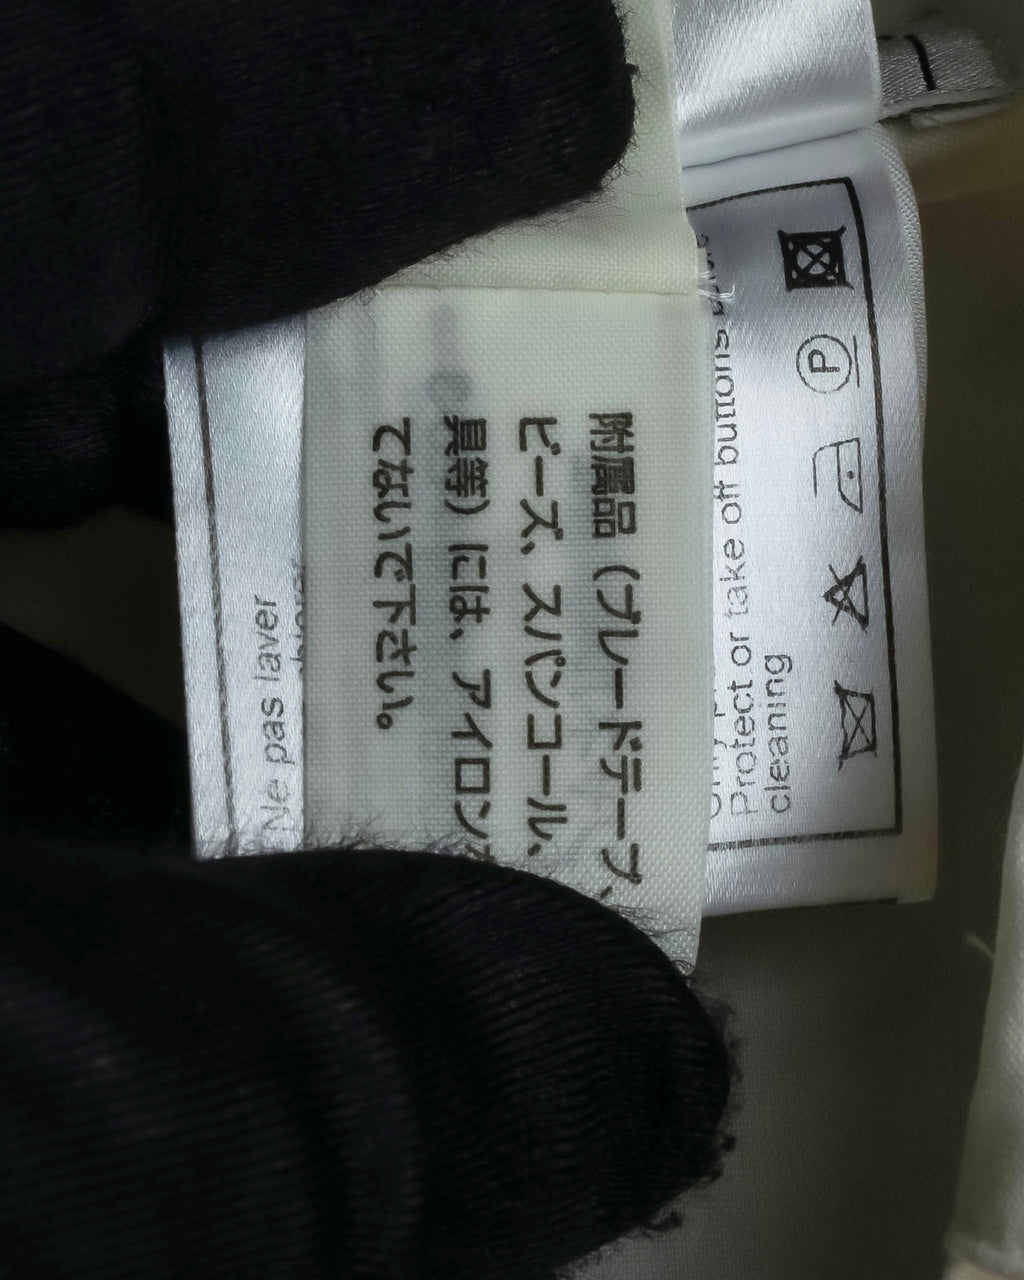 附属品(ブレードテープ、
ビーズ、スパンコール、
具等)には、アイロン
てないで下さい。
Protect or take off buttons
cleaning
P
Ne pas laver